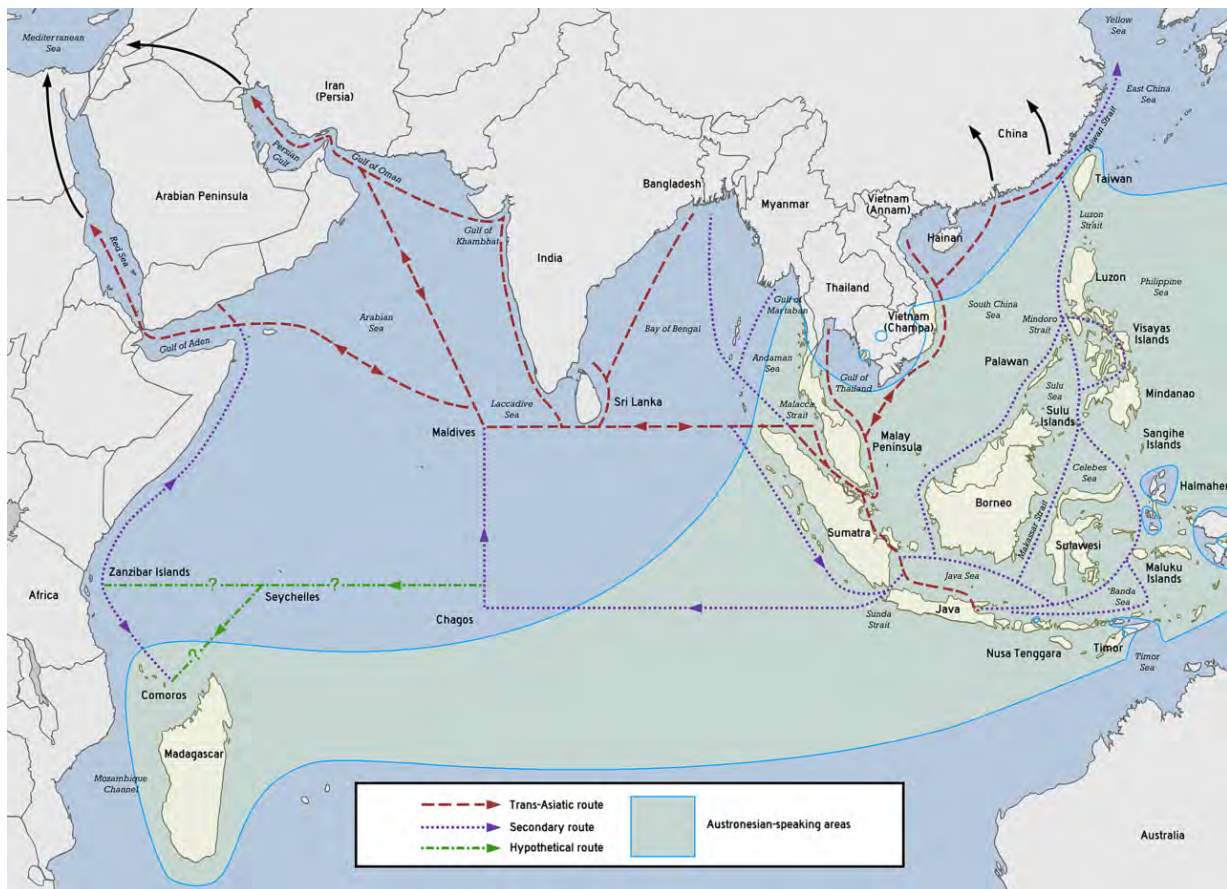 Mediterranean
Sea
Yellow
Sea
Iran
(Persia)
East China
Sea
China
Taiwan Strait
Persian
Gulf
Gulf of Oman
Arabian Peninsula
Bangladesh
Myanmar
Vietnam
(Annam)
Taiwan
Red Sea
Gulf of
Khambhat
India
Hainan
Luzon
Strait
Thailand
Luzon
Philippine
Sea
Arabian
Sea
Bay of Bengal
Gulf of
Martaban
Vietnam
(Champa)
South China
Sea
Mindoro
Strait
Visayas
Islands
Gulf of Aden
Andaman
Sea
Gulf of
Thailand
Palawan
Sulu
Sea
Mindanao
Laccadive
Sea
Sri Lanka
Malacca
Strait
Sulu
Islands
Maldives
Malay
Peninsula
Sangihe
Islands
Celebes
Sea
Borneo
Halmahera
Sumatra
Makassar Strait
Sulawesi
Zanzibar Islands
?
?
Java Sea
Maluku
Islands
Africa
Seychelles
Chagos
Sunda
Strait
Java
Banda
Sea
?
Nusa Tenggara
Timor
Timor
Sea
Comoros
Madagascar
Mozambique
Channel
Trans-Asiatic route
Secondary route
Hypothetical route
Austronesian-speaking areas
Australia